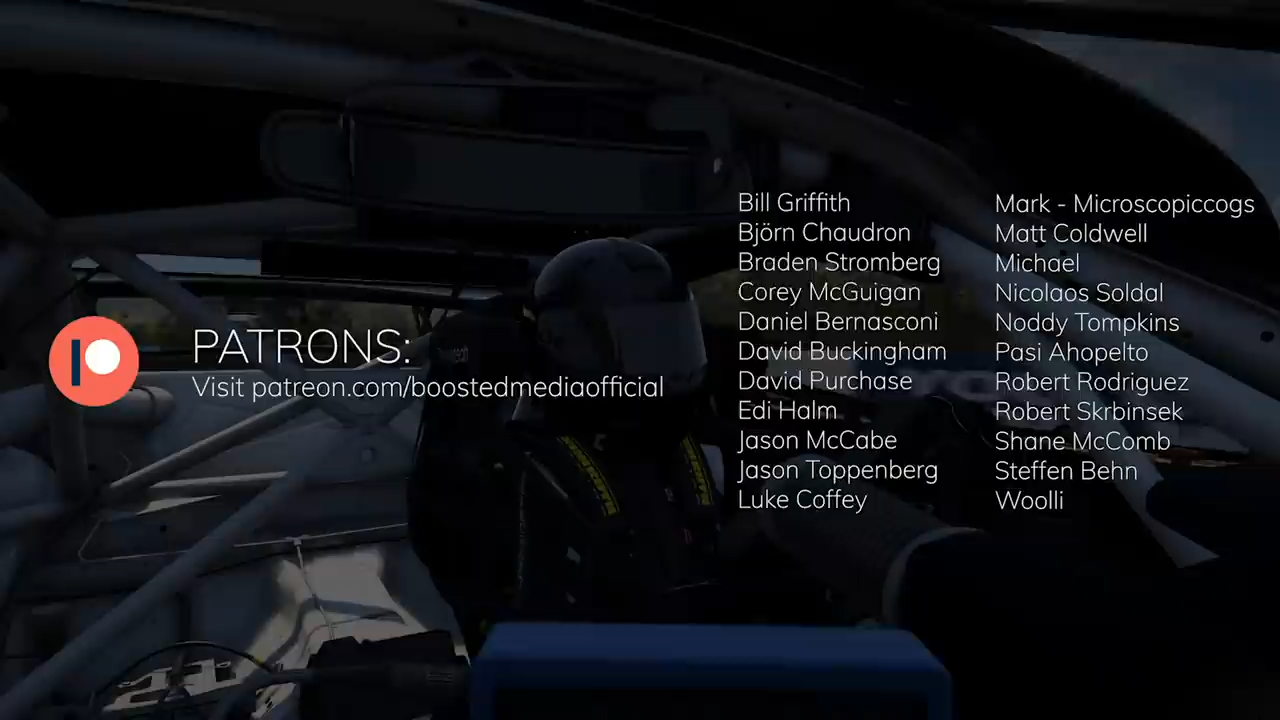 PATRONS:
Visit patreon.com/boostedmediaofficial
Bill Griffith
Björn Chaudron
Braden Stromberg
Corey McGuigan
Daniel Bernasconi
David Buckingham
David Purchase
Edi Halm
Jason McCabe
Jason Toppenberg
Luke Coffey
Mark - Microscopiccogs
Matt Coldwell
Michael
Nicolaos Soldal
Noddy Tompkins
Pasi Ahopelto
Robert Rodriguez
Robert Skrbinsek
Shane McComb
Steffen Behn
Woolli